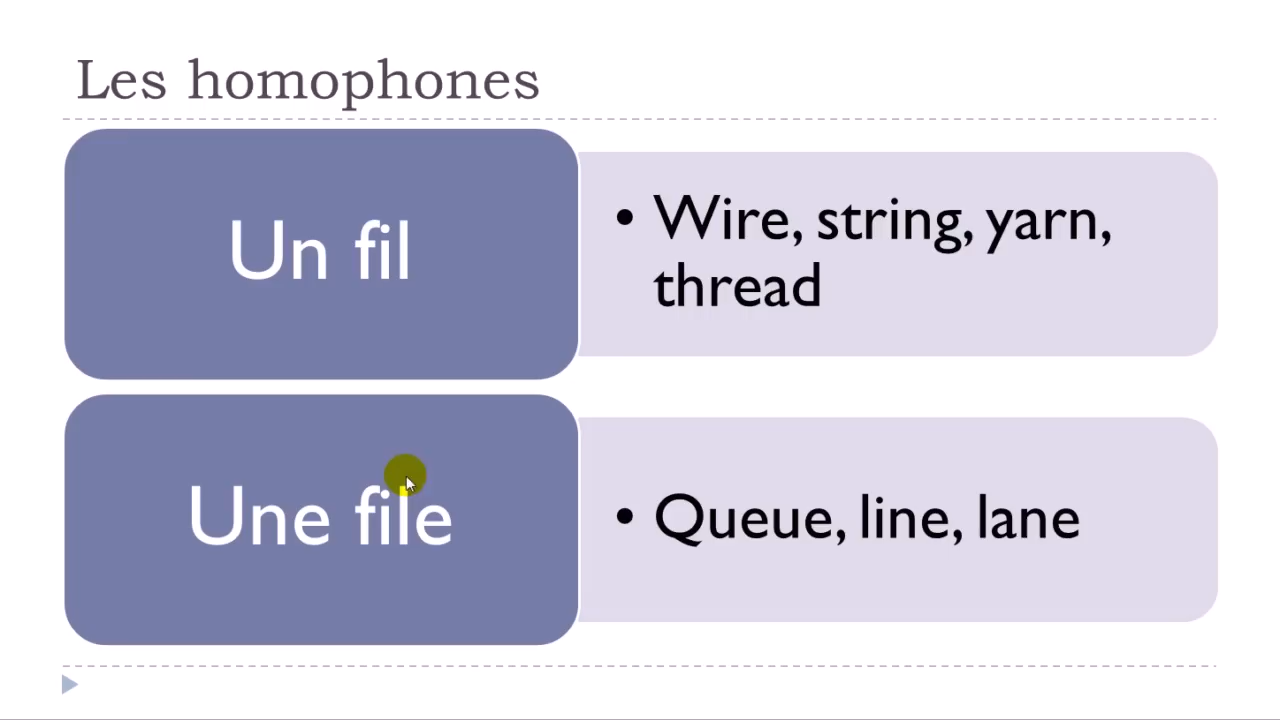 Les homophones
Un fil
• Wire, string, yarn,
thread
Une file
• Queue, line, lane